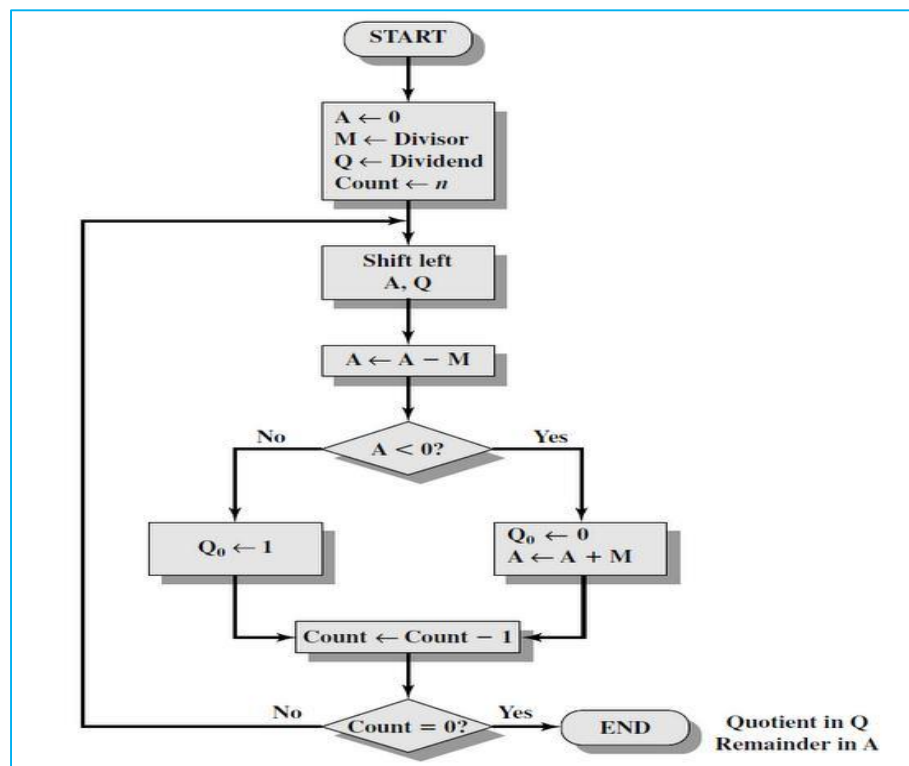 START
A ← 0
M ← Divisor
Q ← Dividend
Count ← n
Shift left
A, Q
A ← A − M
No
Yes
A < 0?
Q₀ ← 1
Q₀ ← 0
A ← A + M
Count ← Count − 1
No
Yes
Count = 0?
END
Quotient in Q
Remainder in A